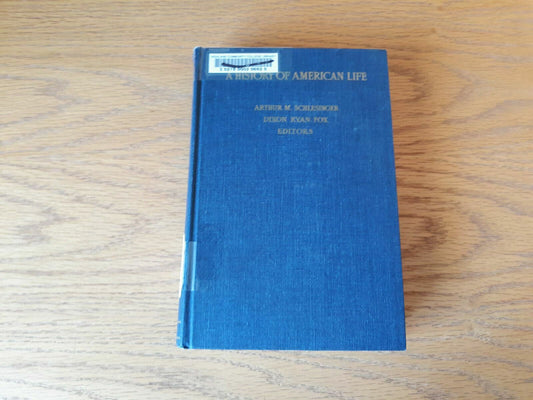 A HISTORY OF AMERICAN LIFE
ARTHUR M. SCHLESINGER
DIXON RYAN FOX
EDITORS